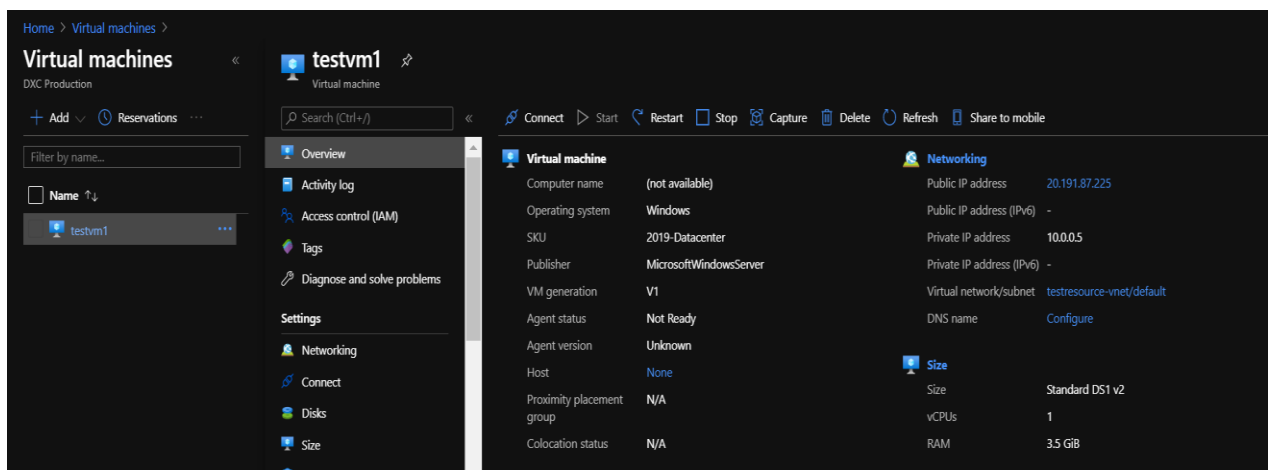 Home > Virtual machines >
Virtual machines «
DXC Production
+ Add Reservations ...
Filter by name...
Name ↑↓
testvm1 ...
testvm1
Virtual machine
Search (Ctrl+/) «
Overview
Activity log
Access control (IAM)
Tags
Diagnose and solve problems
Settings
Networking
Connect
Disks
Size
Connect Start Restart Stop Capture Delete Refresh Share to mobile
Virtual machine
Computer name (not available)
Operating system Windows
SKU 2019-Datacenter
Publisher MicrosoftWindowsServer
VM generation V1
Agent status Not Ready
Agent version Unknown
Host None
Proximity placement N/A
group
Colocation status N/A
Networking
Public IP address 20.191.87.225
Public IP address (IPv6) -
Private IP address 10.0.0.5
Private IP address (IPv6) -
Virtual network/subnet testresource-vnet/default
DNS name Configure
Size
Size Standard DS1 v2
vCPUs 1
RAM 3.5 GiB